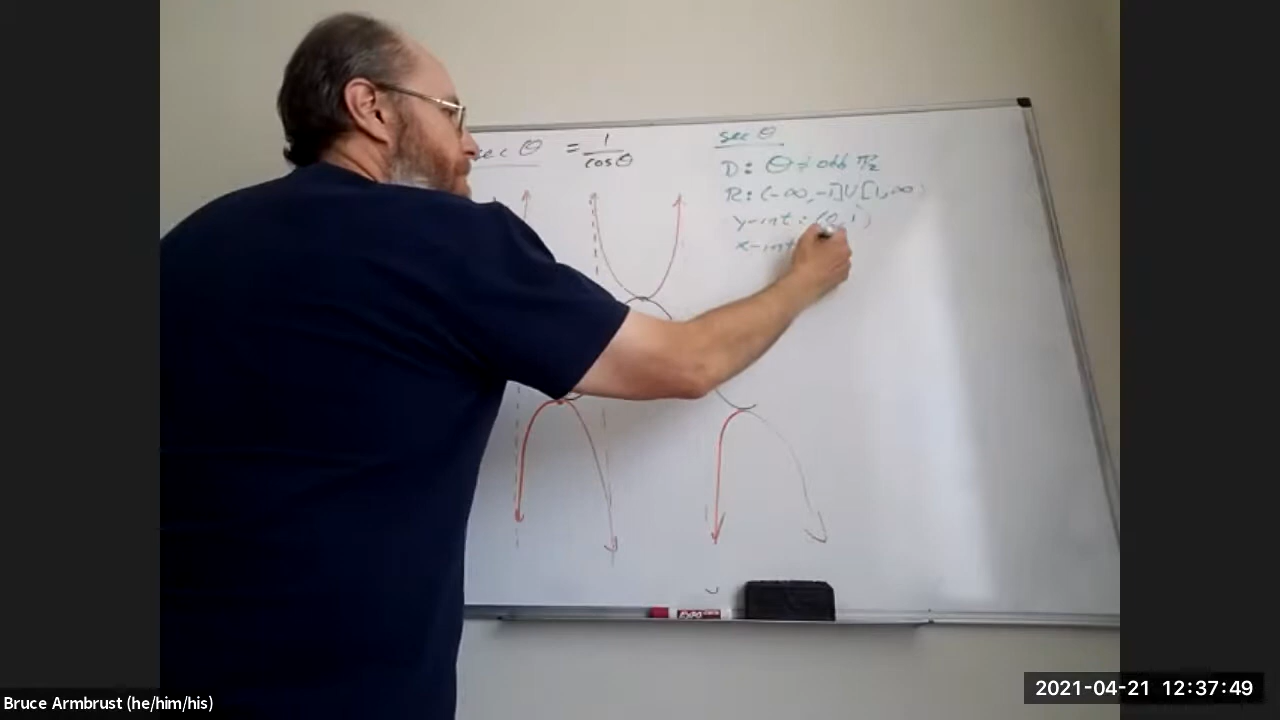 sec θ = 1/cosθ
sec θ
D: θ ≠ odd π/2
R: (-∞,-1]∪[1,∞)
y-int: (0,1)
x-int
EXPO
Bruce Armbrust (he/him/his)
2021-04-21 12:37:49